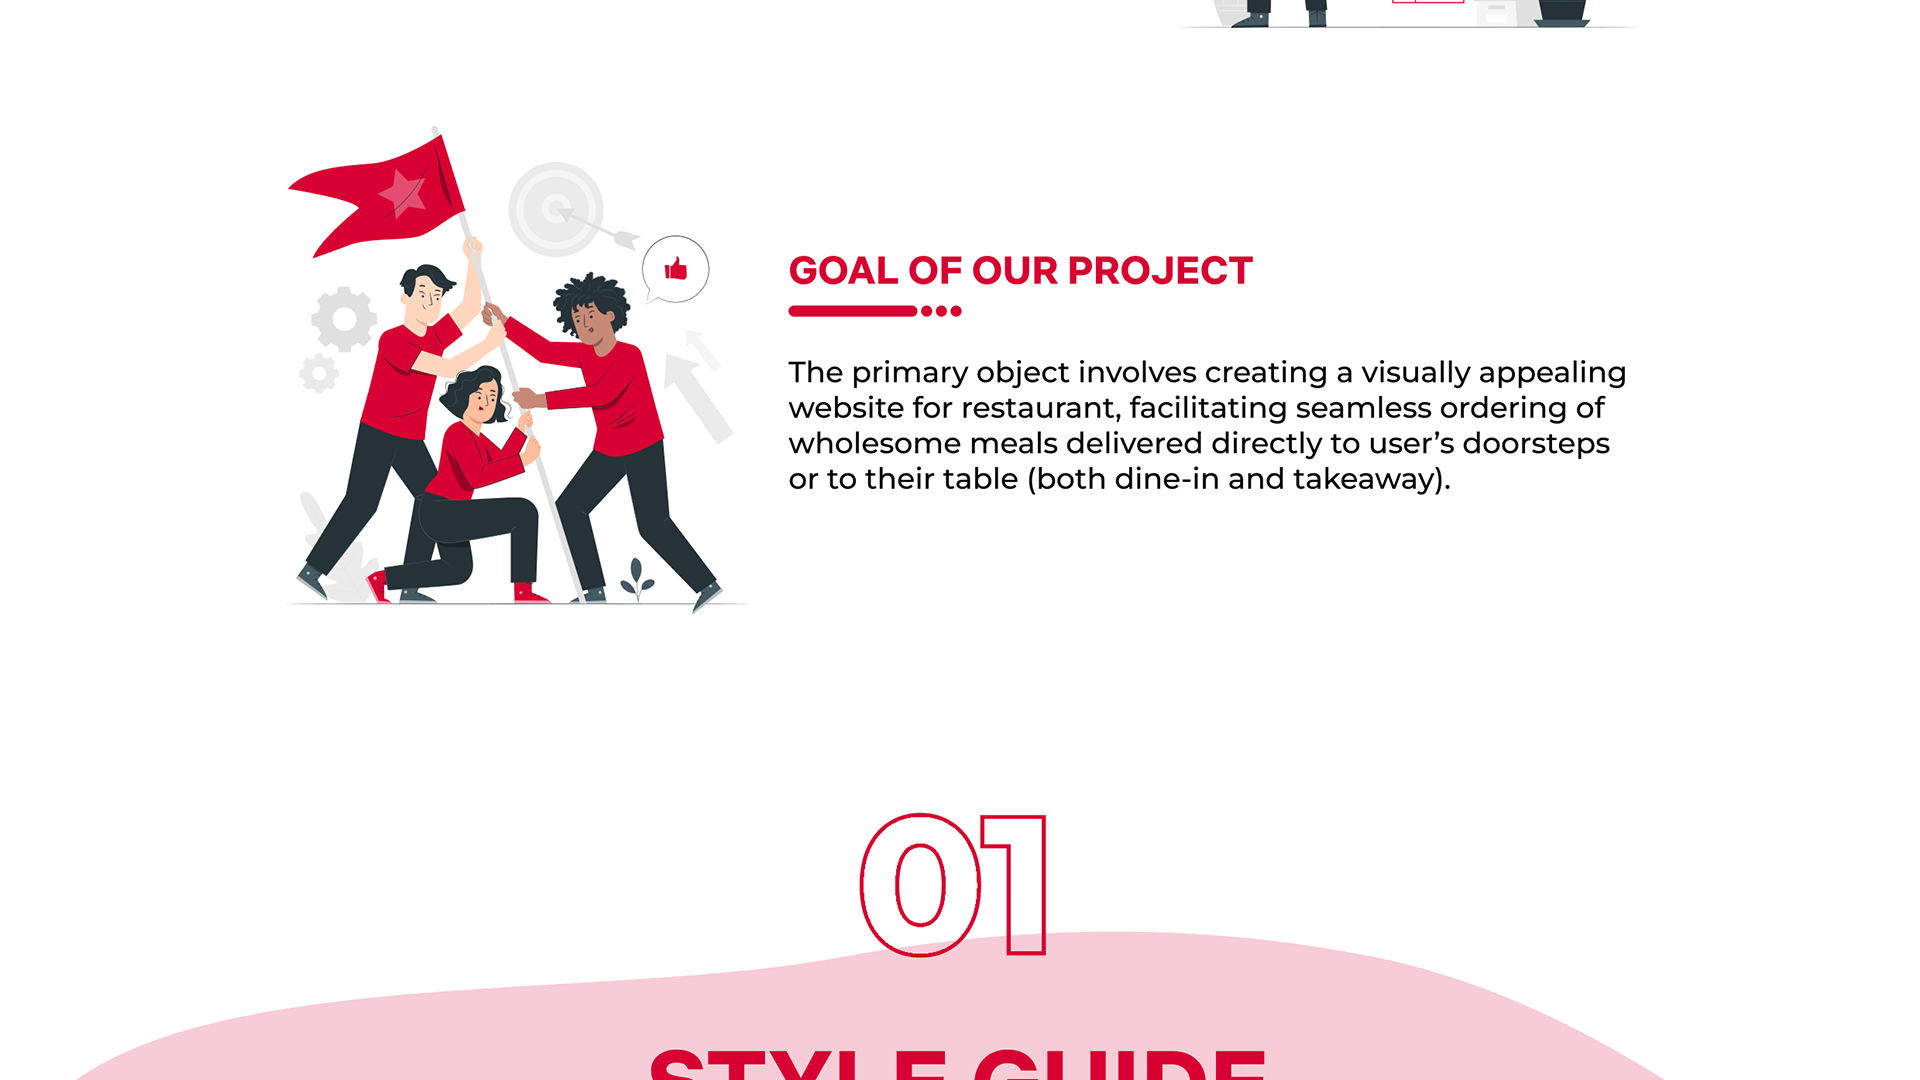 GOAL OF OUR PROJECT
The primary object involves creating a visually appealing
website for restaurant, facilitating seamless ordering of
wholesome meals delivered directly to user’s doorsteps
or to their table (both dine-in and takeaway).
01
STYLE GUIDE